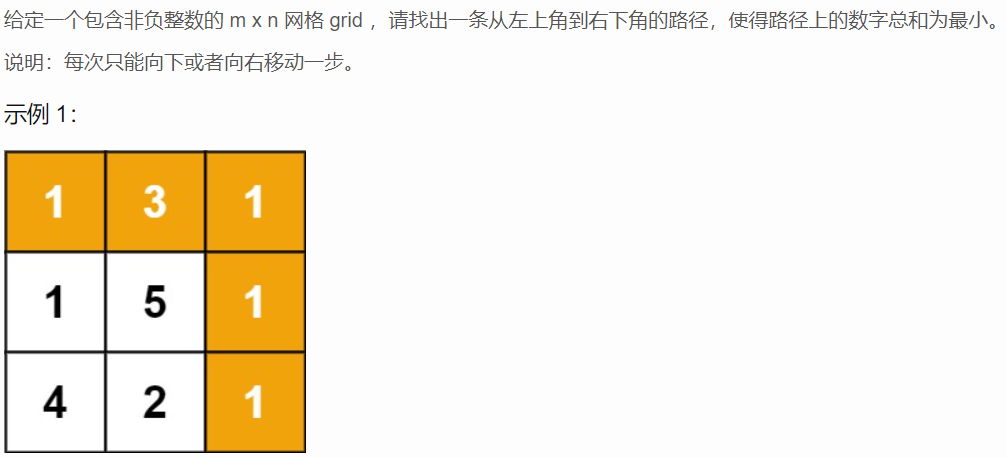 给定一个包含非负整数的 m x n 网格 grid ，请找出一条从左上角到右下角的路径，使得路径上的数字总和为最小。
说明：每次只能向下或者向右移动一步。
示例 1：
1 3 1
1 5 1
4 2 1